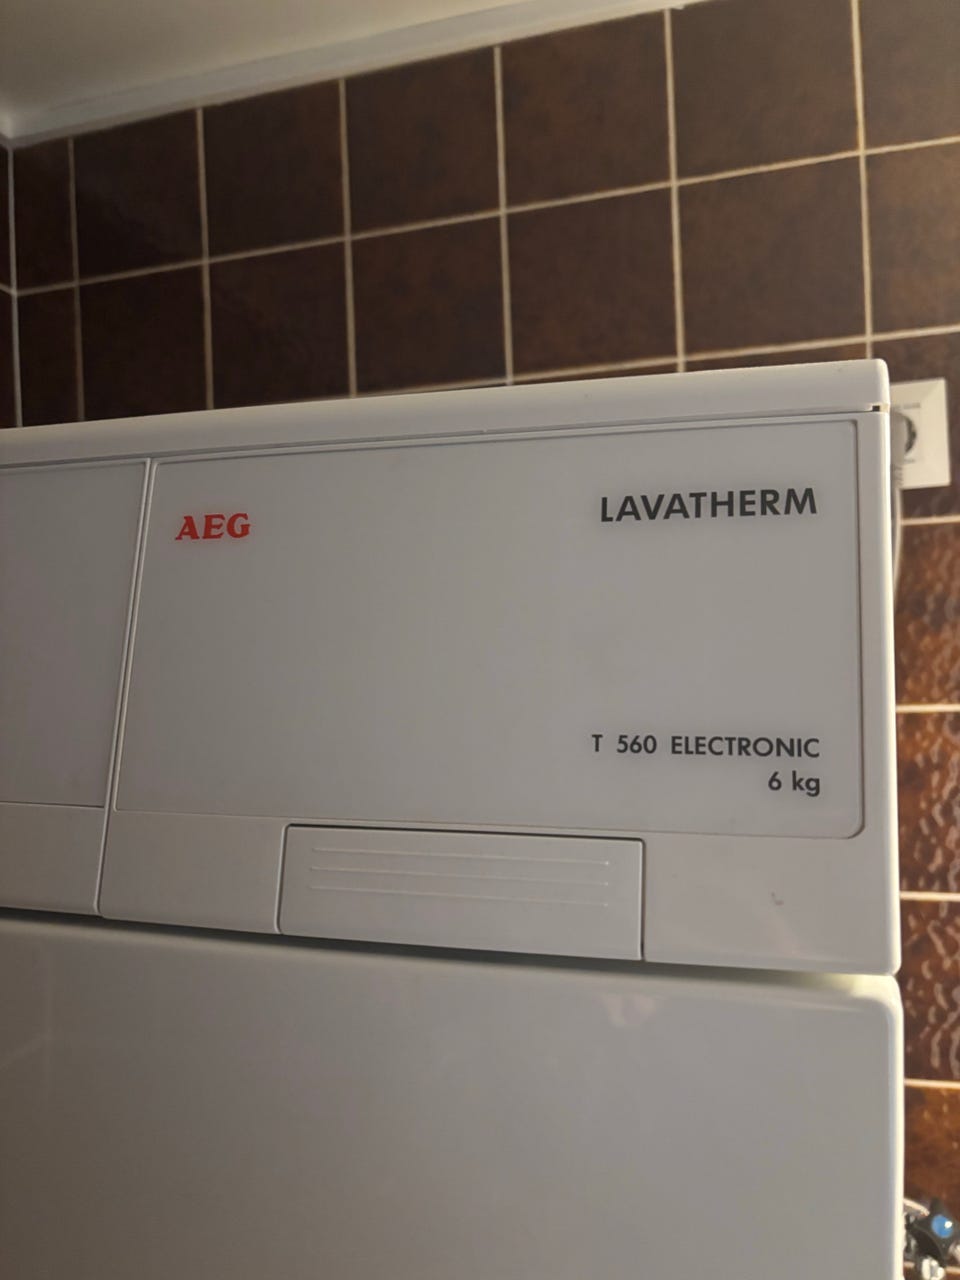 AEG
LAVATHERM
T 560 ELECTRONIC
6 kg